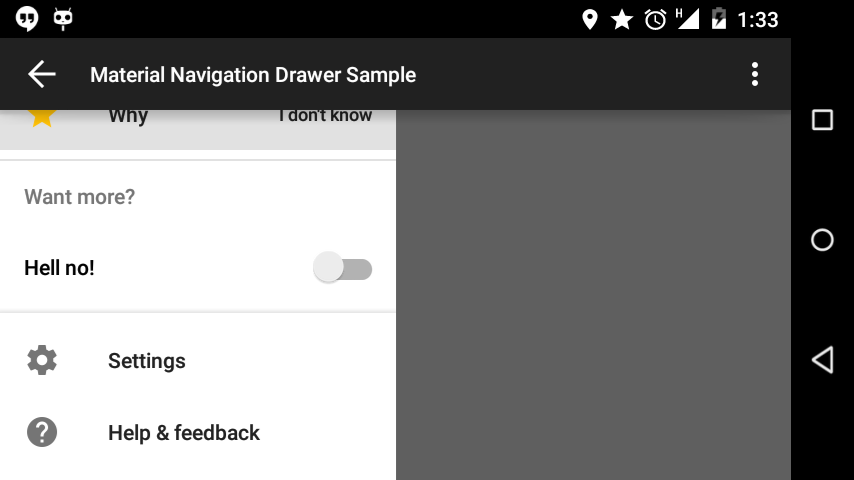 H 1:33
Material Navigation Drawer Sample
Why I don't know
Want more?
Hell no!
Settings
Help & feedback